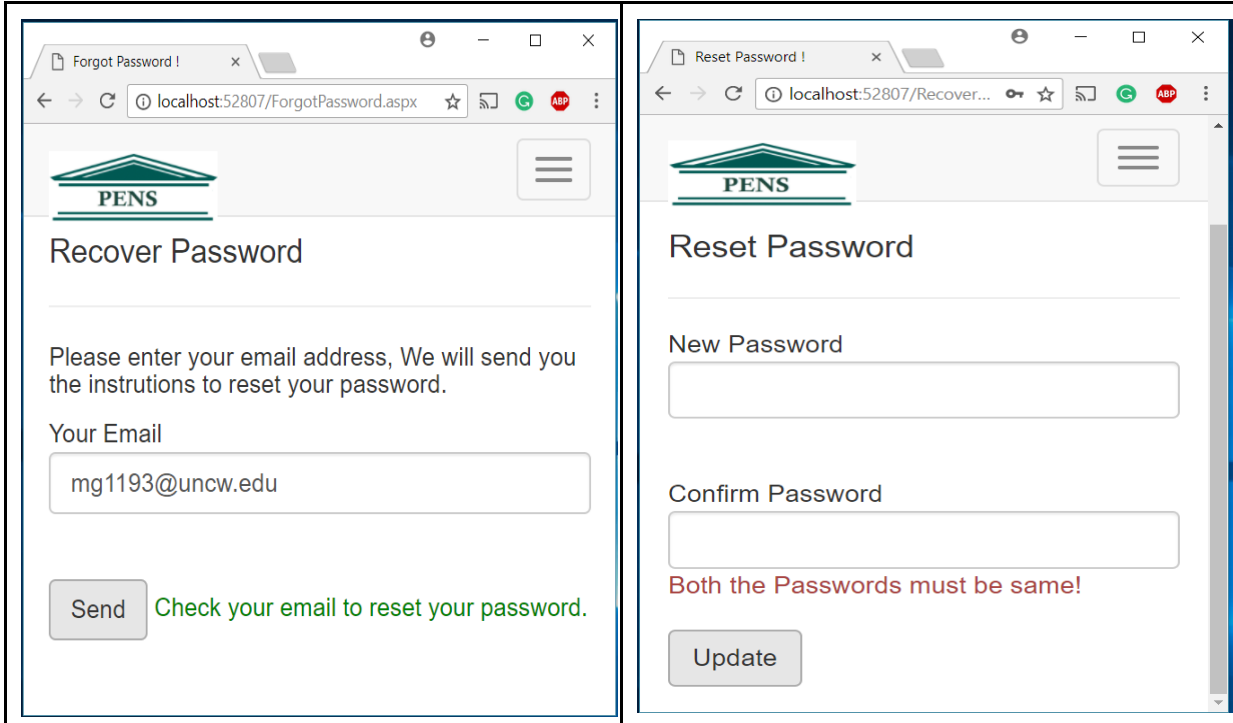 Forgot Password !
localhost:52807/ForgotPassword.aspx
ABP
PENS
Recover Password
Please enter your email address, We will send you
the instrutions to reset your password.
Your Email
mg1193@uncw.edu
Send
Check your email to reset your password.
Reset Password !
localhost:52807/Recover...
ABP
PENS
Reset Password
New Password
Confirm Password
Both the Passwords must be same!
Update